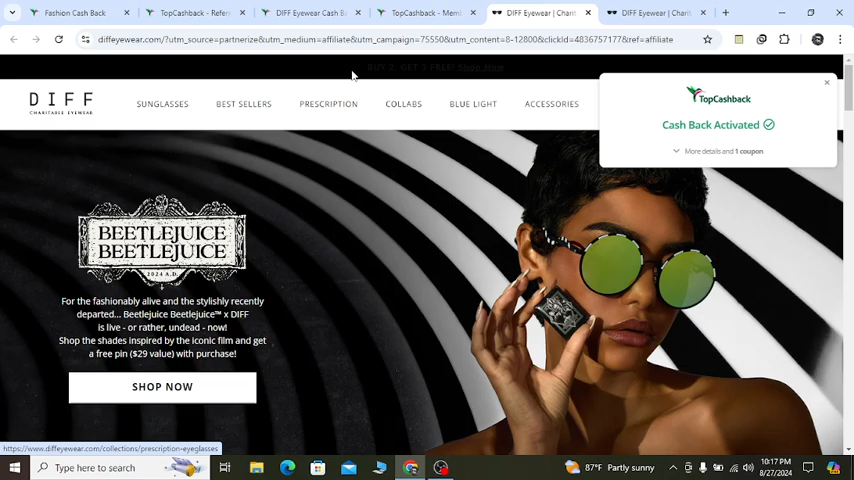 Fashion Cash Back
TopCashback - Refer
DIFF Eyewear Cash Ba
TopCashback - Mem
DIFF Eyewear | Charit
DIFF Eyewear | Charit
diffeyewear.com/?utm_source=partnerize&utm_medium=affiliate&utm_campaign=75550&utm_content=8-12800&clickId=4836757177&ref=affiliate
BUY 2, GET 3 FREE! Shop Now
DIFF
CHARITABLE EYEWEAR
SUNGLASSES BEST SELLERS PRESCRIPTION COLLABS BLUE LIGHT ACCESSORIES
TopCashback
Cash Back Activated
More details and 1 coupon
BEETLEJUICE
BEETLEJUICE
2024 A.D.
For the fashionably alive and the stylishly recently
departed... Beetlejuice Beetlejuice™ x DIFF
is live - or rather, undead - now!
Shop the shades inspired by the iconic film and get
a free pin ($29 value) with purchase!
SHOP NOW
https://www.diffeyewear.com/collections/prescription-eyeglasses
Type here to search
87°F Partly sunny
10:17 PM
8/27/2024